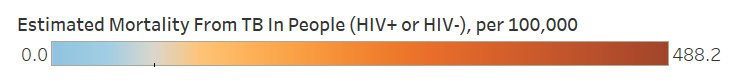 Estimated Mortality From TB In People (HIV+ or HIV-), per 100,000
0.0 488.2